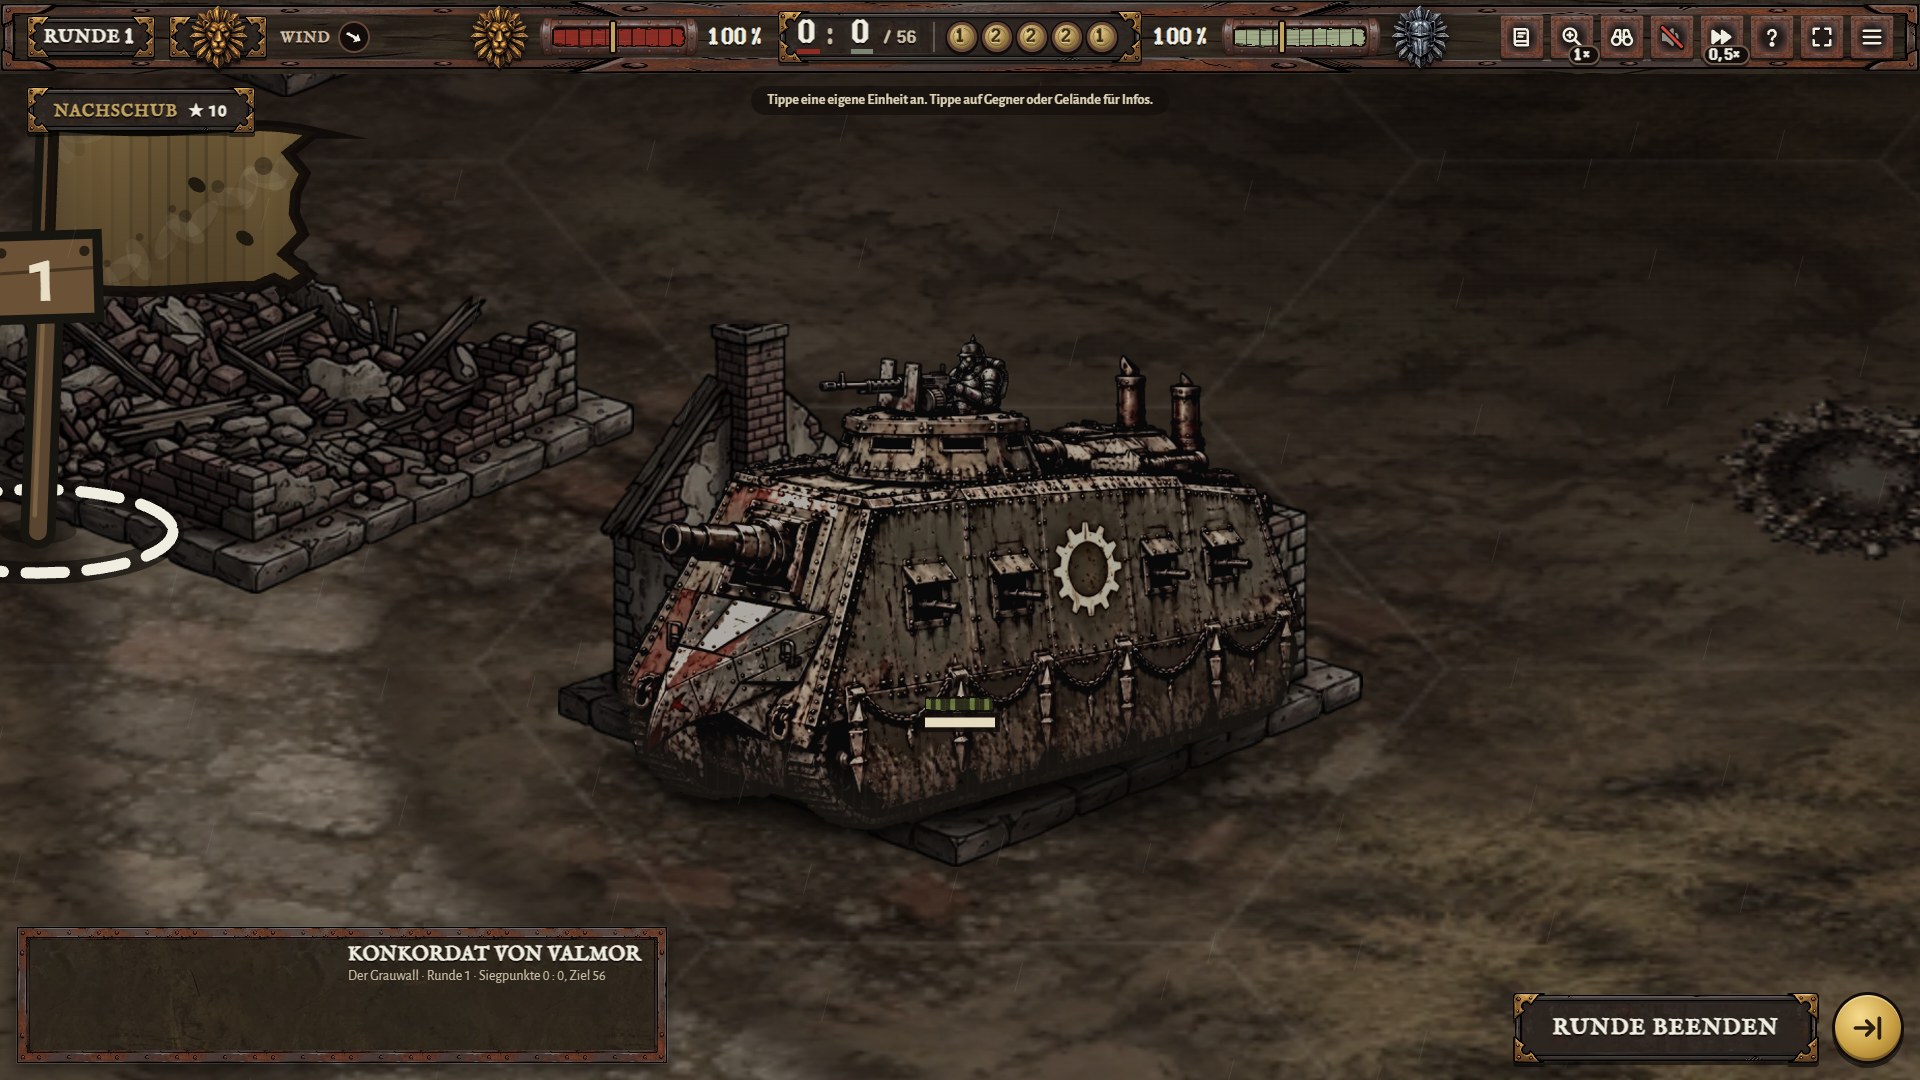 RUNDE 1
WIND
100 %
0 : 0 / 56
1 2 2 2 1
100 %
1×
0,5×
?
NACHSCHUB ★ 10
Tippe eine eigene Einheit an. Tippe auf Gegner oder Gelände für Infos.
1
KONKORDAT VON VALMOR
Der Grauwall · Runde 1 · Siegpunkte 0 : 0, Ziel 56
RUNDE BEENDEN